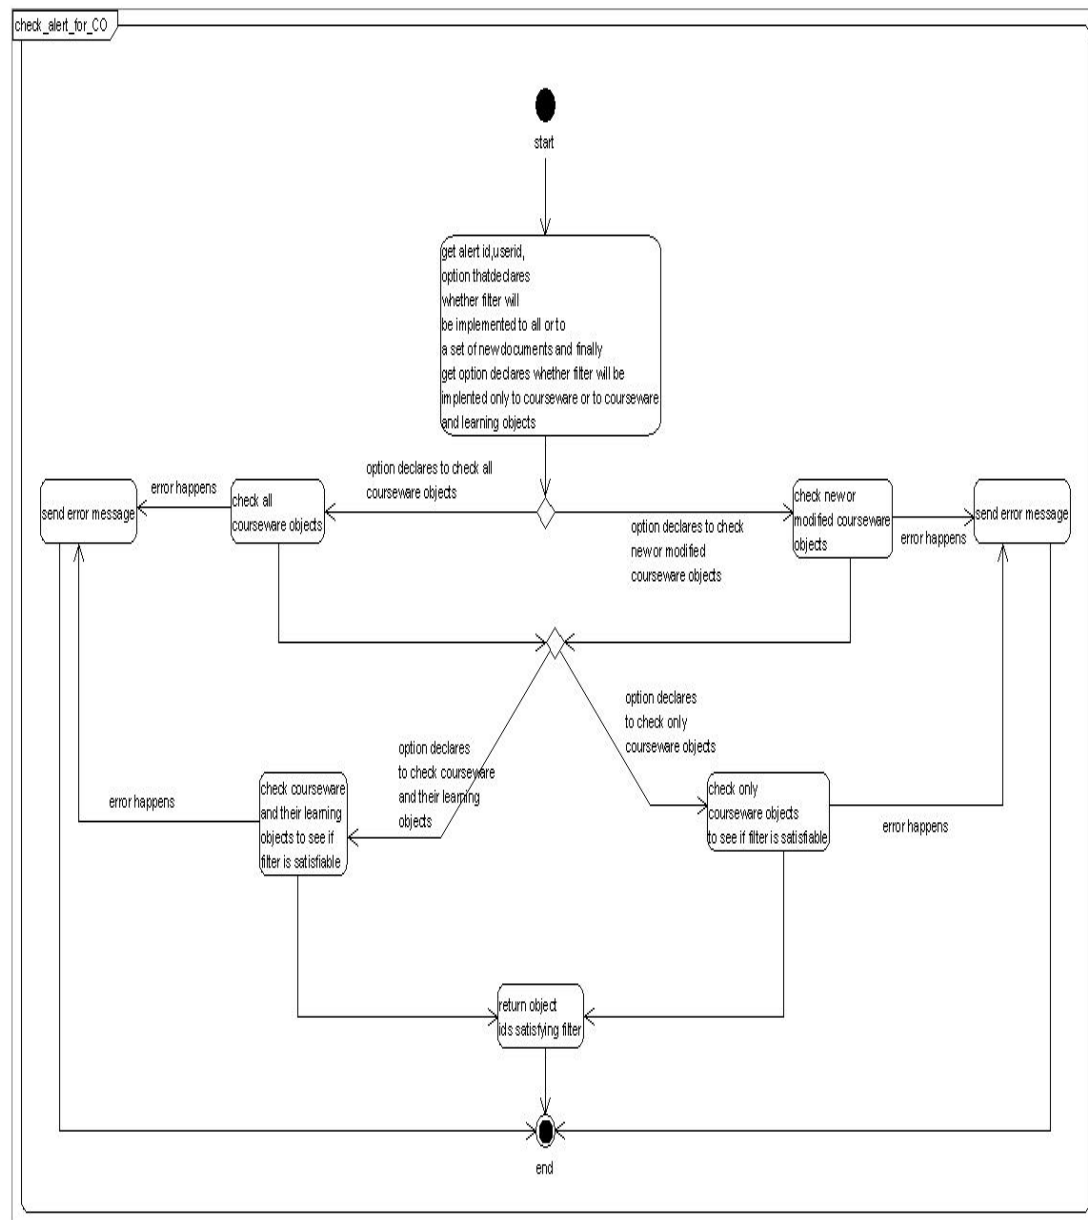 check_alert_for_CO
start
get alert id,userid,
option thatdeclares
whether filter will
be implemented to all or to
a set of new documents and finally
get option declares whether filter will be
implented only to courseware or to courseware
and learning objects
option declares to check all
courseware objects
error happens
send error message
check all
courseware objects
option declares to check
new or modified
courseware objects
check new or
modified courseware
objects
error happens
send error message
option declares
to check only
courseware objects
option declares
to check courseware
and their learning
objects
error happens
check courseware
and their learning
objects to see if
filter is satisfiable
check only
courseware objects
to see if filter is satisfiable
error happens
return object
ids satisfying filter
end